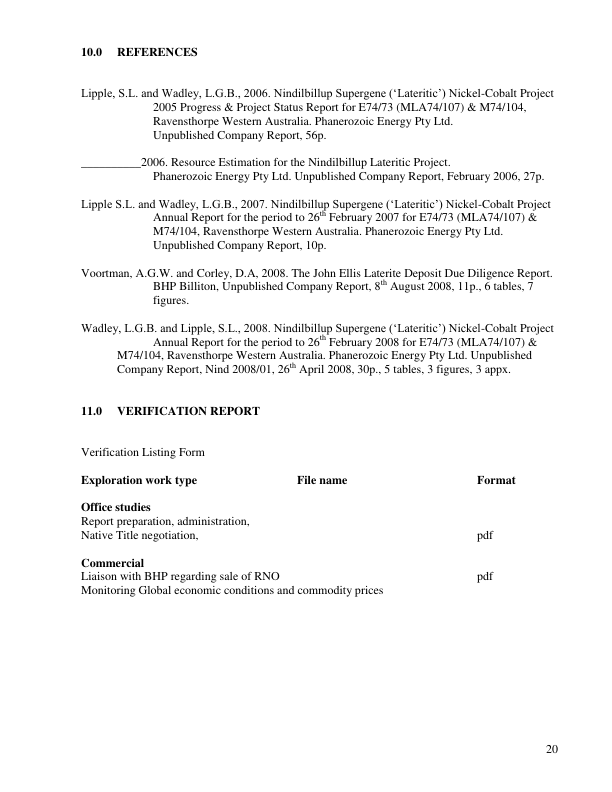 10.0 REFERENCES
Lipple, S.L. and Wadley, L.G.B., 2006. Nindilbillup Supergene (‘Lateritic’) Nickel-Cobalt Project
2005 Progress & Project Status Report for E74/73 (MLA74/107) & M74/104,
Ravensthorpe Western Australia. Phanerozoic Energy Pty Ltd.
Unpublished Company Report, 56p.
__________2006. Resource Estimation for the Nindilbillup Lateritic Project.
Phanerozoic Energy Pty Ltd. Unpublished Company Report, February 2006, 27p.
Lipple S.L. and Wadley, L.G.B., 2007. Nindilbillup Supergene (‘Lateritic’) Nickel-Cobalt Project
Annual Report for the period to 26th February 2007 for E74/73 (MLA74/107) &
M74/104, Ravensthorpe Western Australia. Phanerozoic Energy Pty Ltd.
Unpublished Company Report, 10p.
Voortman, A.G.W. and Corley, D.A, 2008. The John Ellis Laterite Deposit Due Diligence Report.
BHP Billiton, Unpublished Company Report, 8th August 2008, 11p., 6 tables, 7
figures.
Wadley, L.G.B. and Lipple, S.L., 2008. Nindilbillup Supergene (‘Lateritic’) Nickel-Cobalt Project
Annual Report for the period to 26th February 2008 for E74/73 (MLA74/107) &
M74/104, Ravensthorpe Western Australia. Phanerozoic Energy Pty Ltd. Unpublished
Company Report, Nind 2008/01, 26th April 2008, 30p., 5 tables, 3 figures, 3 appx.
11.0 VERIFICATION REPORT
Verification Listing Form
Exploration work type File name Format
Office studies
Report preparation, administration,
Native Title negotiation, pdf
Commercial
Liaison with BHP regarding sale of RNO pdf
Monitoring Global economic conditions and commodity prices
20